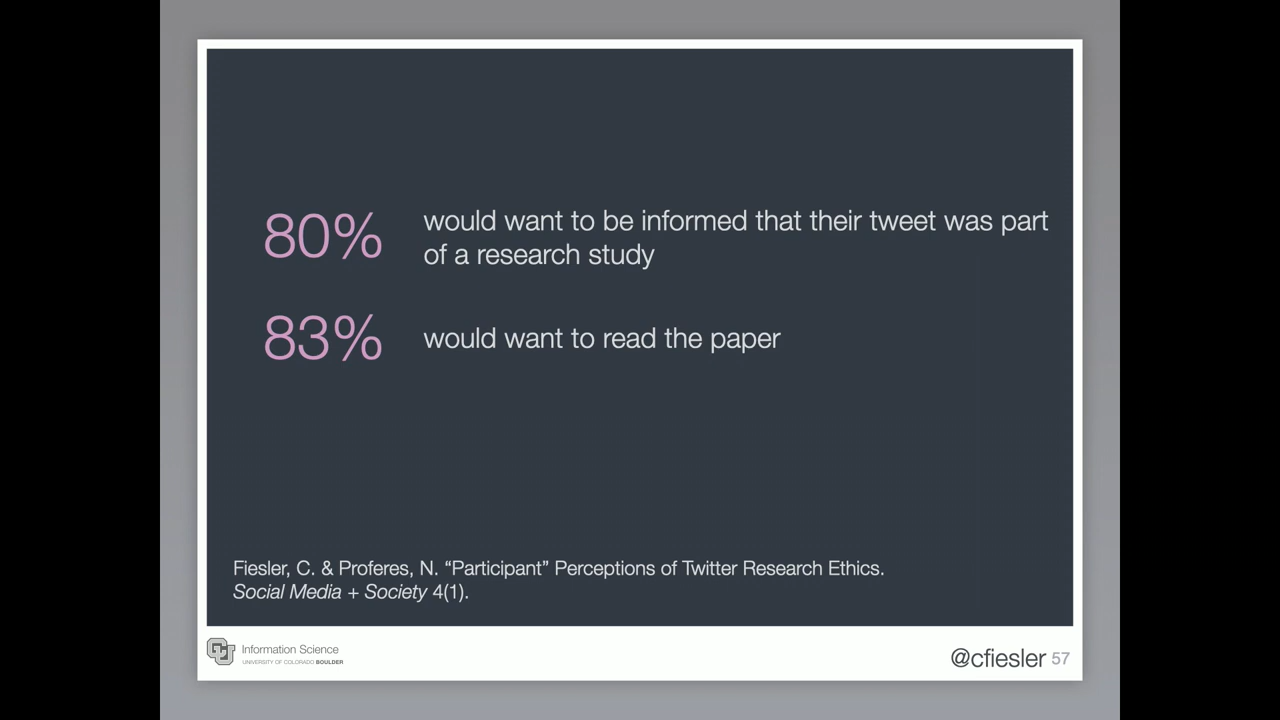 80%
would want to be informed that their tweet was part
of a research study
83%
would want to read the paper
Fiesler, C. & Proferes, N. “Participant” Perceptions of Twitter Research Ethics.
Social Media + Society 4(1).
CU
Information Science
UNIVERSITY OF COLORADO BOULDER
@cfiesler 57